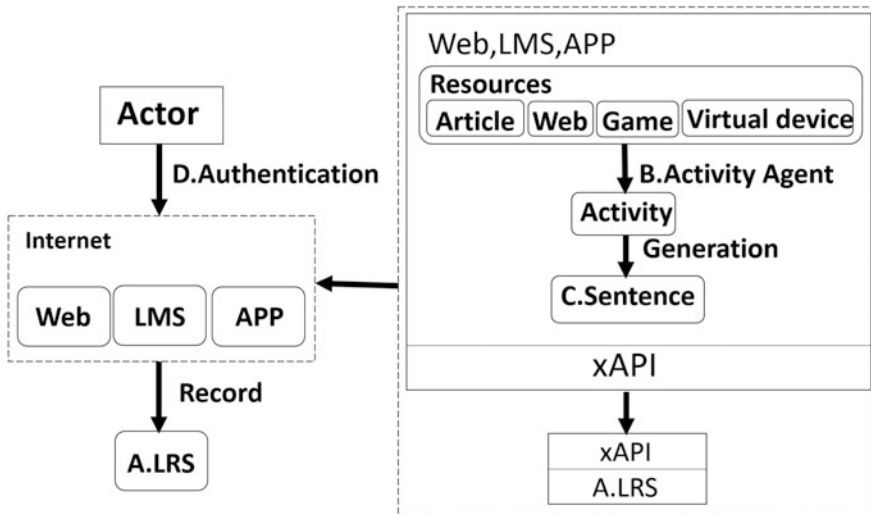 Actor
D.Authentication
Internet
Web
LMS
APP
Record
A.LRS
Web,LMS,APP
Resources
Article
Web
Game
Virtual device
B.Activity Agent
Activity
Generation
C.Sentence
xAPI
xAPI
A.LRS